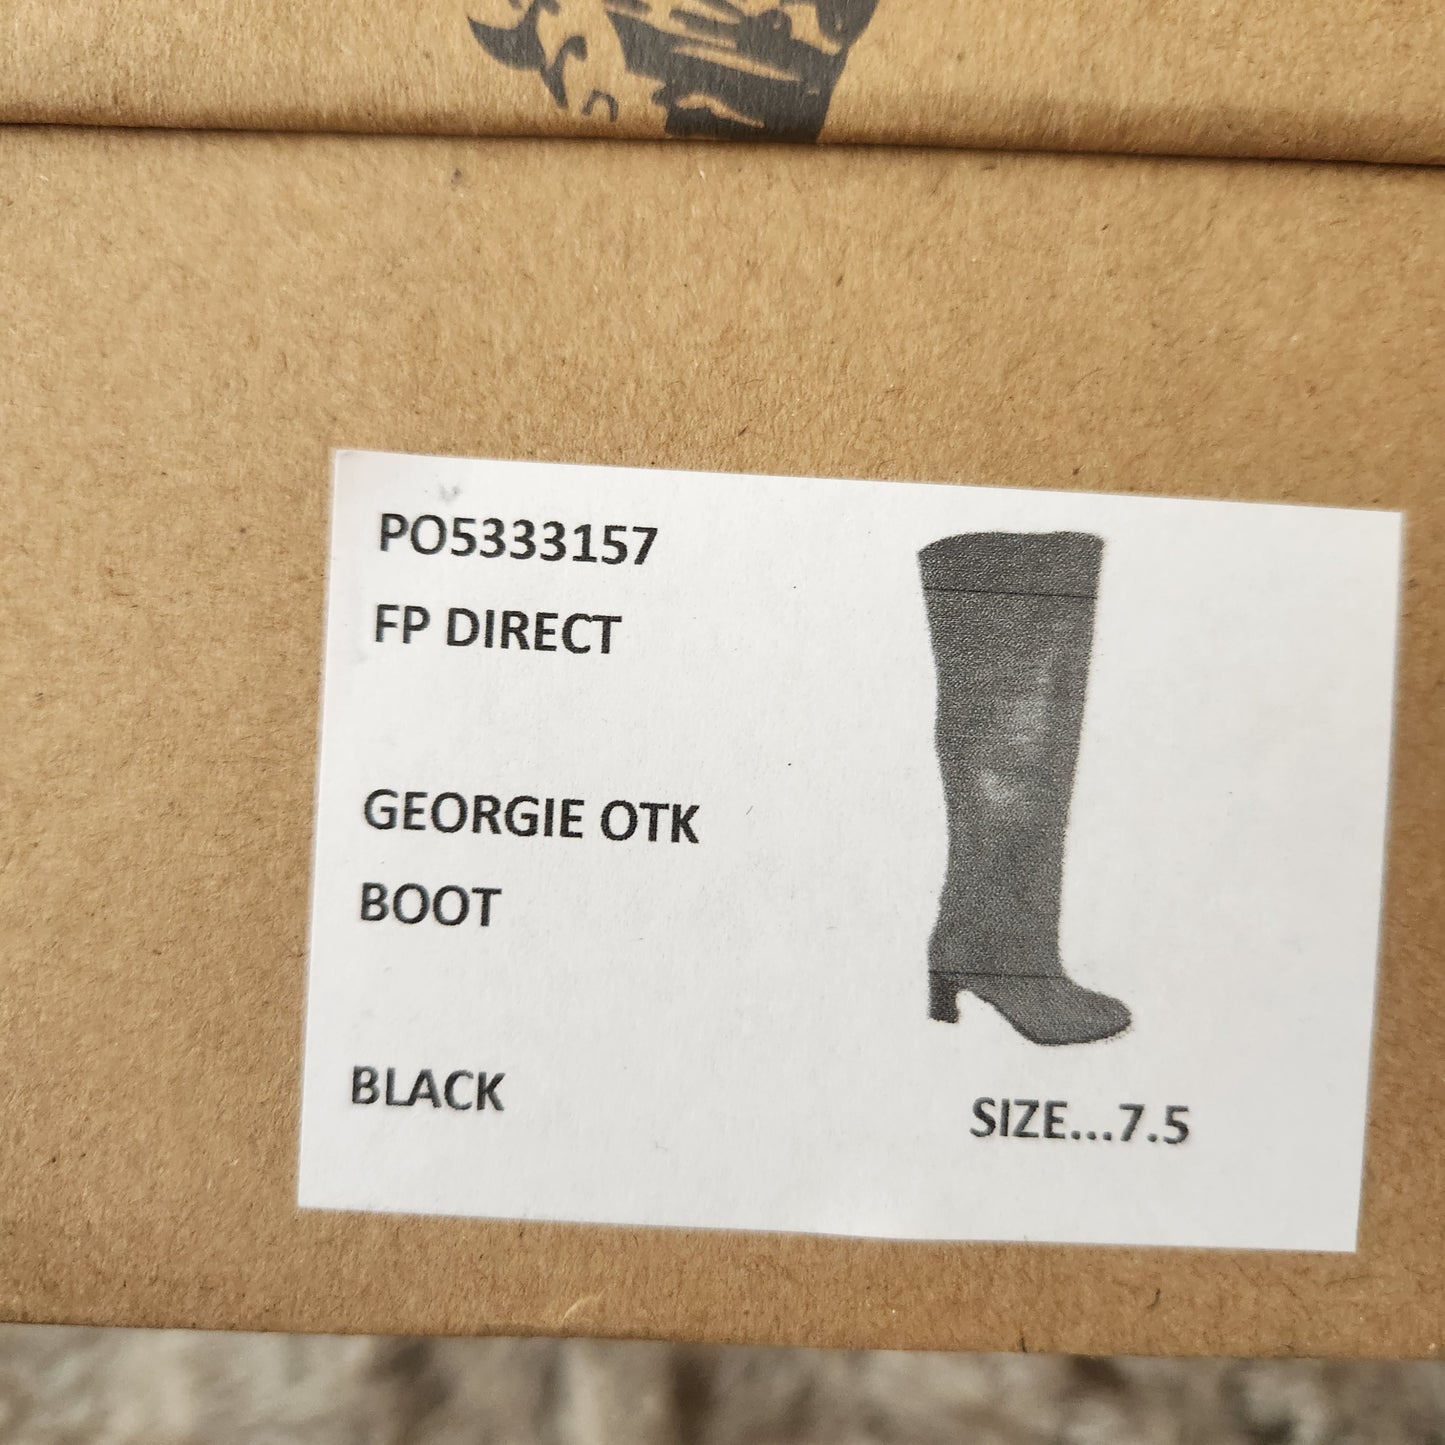 PO5333157
FP DIRECT
GEORGIE OTK
BOOT
BLACK
SIZE...7.5